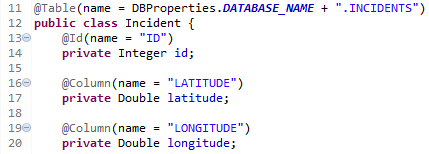 11 @Table(name = DBProperties.DATABASE_NAME + ".INCIDENTS")
12 public class Incident {
13 @Id(name = "ID")
14 private Integer id;
15
16 @Column(name = "LATITUDE")
17 private Double latitude;
18
19 @Column(name = "LONGITUDE")
20 private Double longitude;